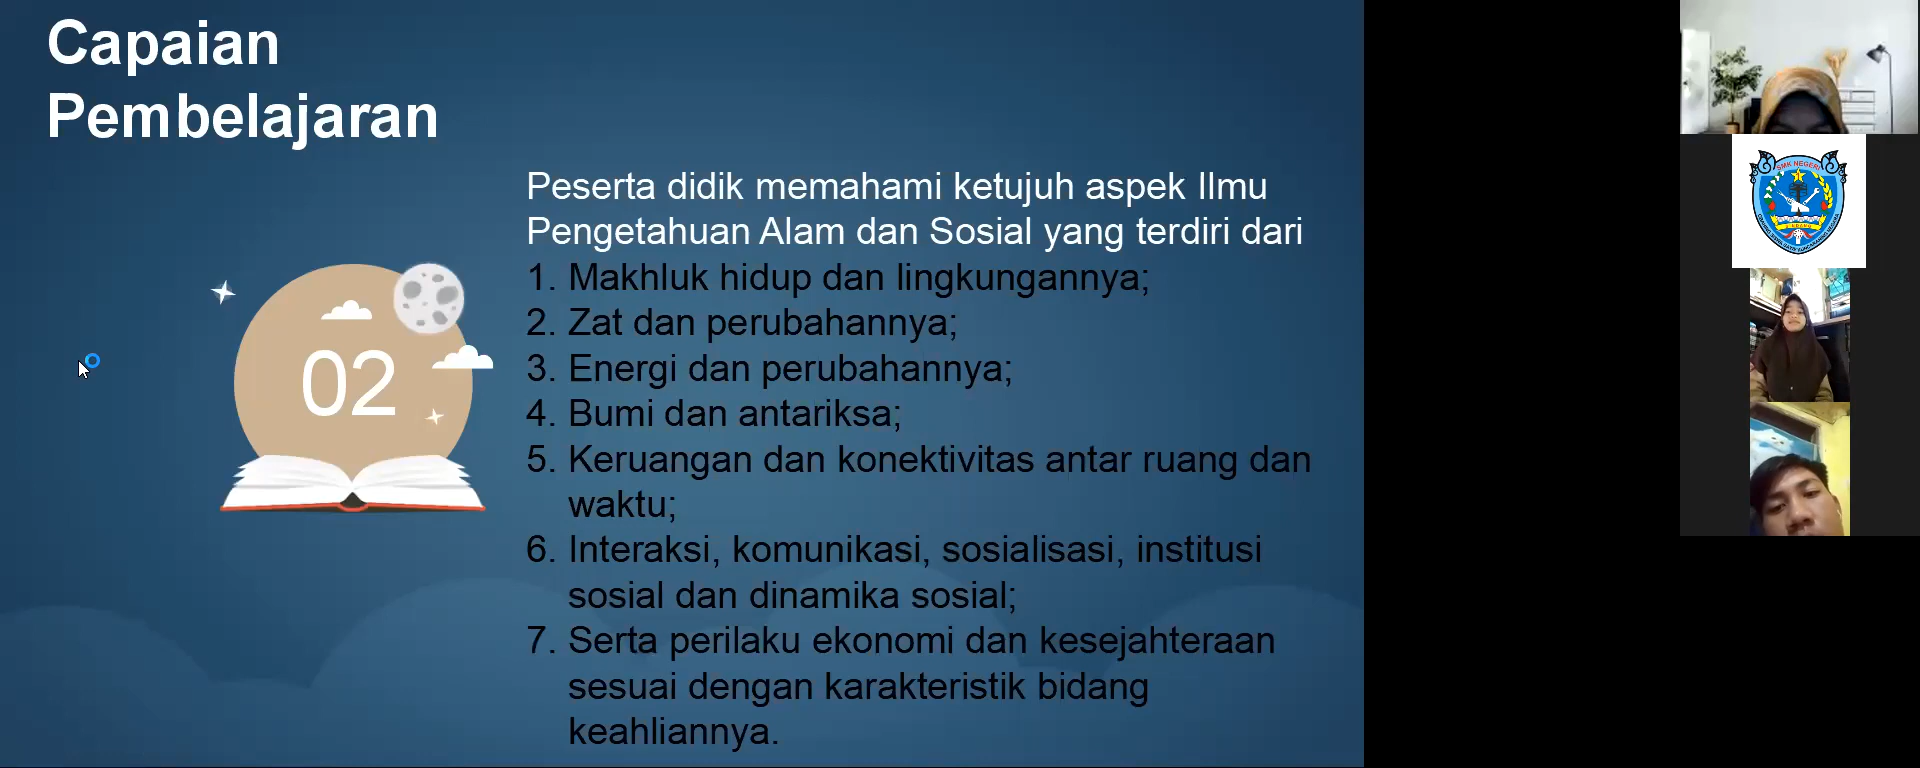 Capaian
Pembelajaran
Peserta didik memahami ketujuh aspek Ilmu
Pengetahuan Alam dan Sosial yang terdiri dari
1. Makhluk hidup dan lingkungannya;
2. Zat dan perubahannya;
3. Energi dan perubahannya;
4. Bumi dan antariksa;
5. Keruangan dan konektivitas antar ruang dan
waktu;
6. Interaksi, komunikasi, sosialisasi, institusi
sosial dan dinamika sosial;
7. Serta perilaku ekonomi dan kesejahteraan
sesuai dengan karakteristik bidang
keahliannya.
02
SMK NEGERI